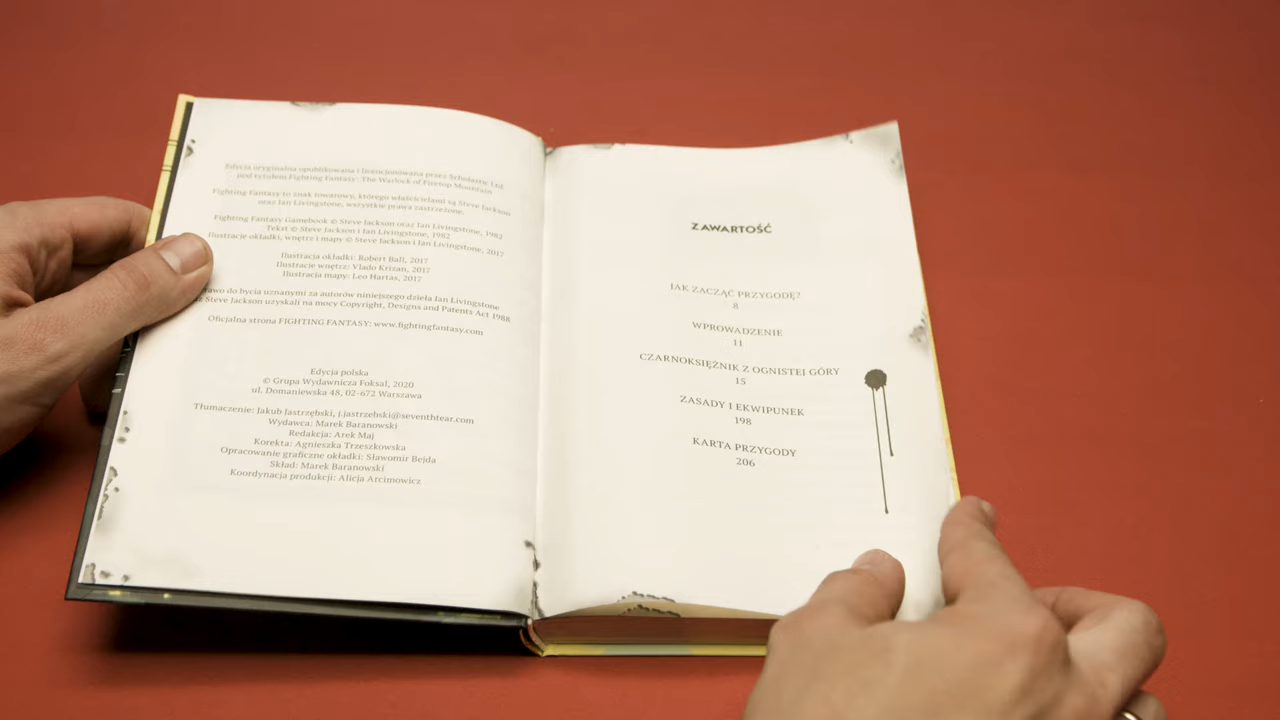 Edycja oryginalna opublikowana i licencjonowana przez Scholastic Ltd.
pod tytułem Fighting Fantasy: The Warlock of Firetop Mountain
Fighting Fantasy to znak towarowy, którego właścicielami są Steve Jackson
oraz Ian Livingstone, wszystkie prawa zastrzeżone.
Fighting Fantasy Gamebook © Steve Jackson oraz Ian Livingstone, 1982
Tekst © Steve Jackson i Ian Livingstone, 1982
Ilustracje okładki, wnętrz i mapy © Steve Jackson i Ian Livingstone, 2017
Ilustracja okładki: Robert Ball, 2017
Ilustracje wnętrz: Vlado Krizan, 2017
Ilustracja mapy: Leo Hartas, 2017
do bycia uznanymi za autorów niniejszego dzieła Ian Livingstone
Steve Jackson uzyskali na mocy Copyright, Designs and Patents Act 1988
Oficjalna strona FIGHTING FANTASY: www.fightingfantasy.com
Edycja polska
© Grupa Wydawnicza Foksal, 2020
ul. Domaniewska 48, 02-672 Warszawa
Tłumaczenie: Jakub Jastrzębski, j.jastrzebski@seventhtear.com
Wydawca: Marek Baranowski
Redakcja: Arek Maj
Korekta: Agnieszka Trzeszkowska
Opracowanie graficzne okładki: Sławomir Bejda
Skład: Marek Baranowski
Koordynacja produkcji: Alicja Arcimowicz
ZAWARTOŚĆ
JAK ZACZĄĆ PRZYGODĘ?
8
WPROWADZENIE
11
CZARNOKSIĘŻNIK Z OGNISTEJ GÓRY
15
ZASADY I EKWIPUNEK
198
KARTA PRZYGODY
206